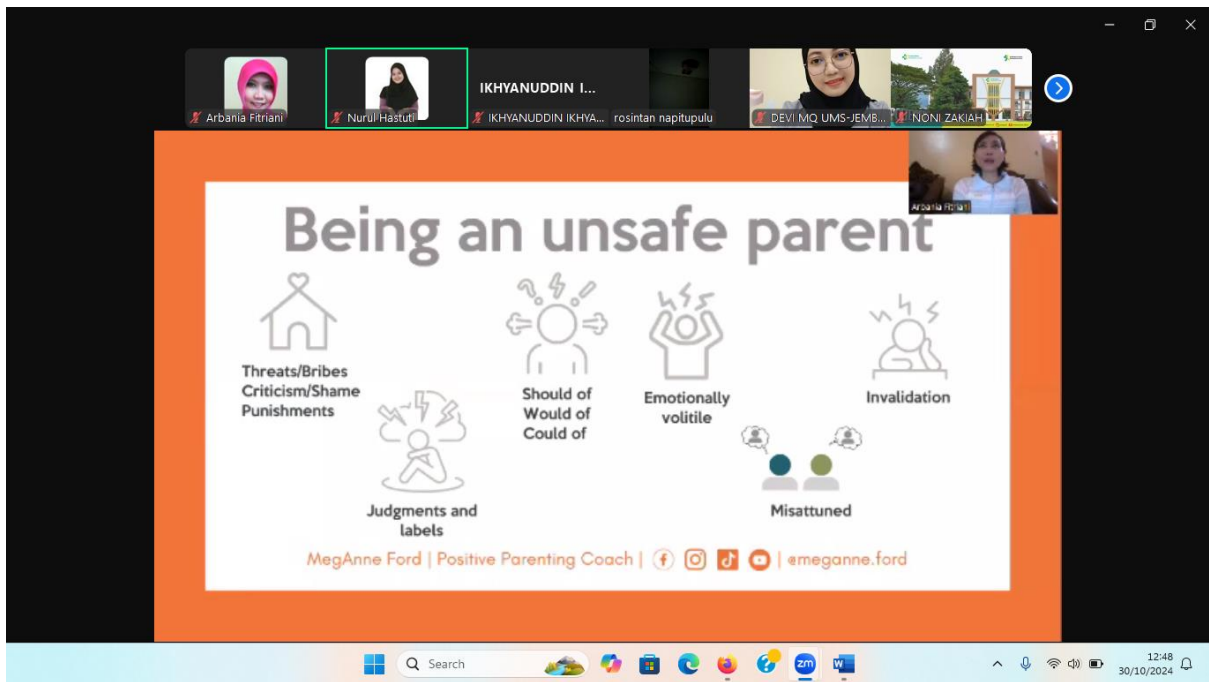 IKHYANUDDIN I...
Arbania Fitriani
Nurul Hastuti
IKHYANUDDIN IKHYA...
rosintan napitupulu
DEVI MQ UMS-JEMB...
NONI ZAKIAH
Arbania Fitriani
Being an unsafe parent
Threats/Bribes
Criticism/Shame
Punishments
Judgments and
labels
Should of
Would of
Could of
Emotionally
volitile
Misattuned
Invalidation
MegAnne Ford | Positive Parenting Coach | | @meganne.ford
Search
zm
W
12:48
30/10/2024